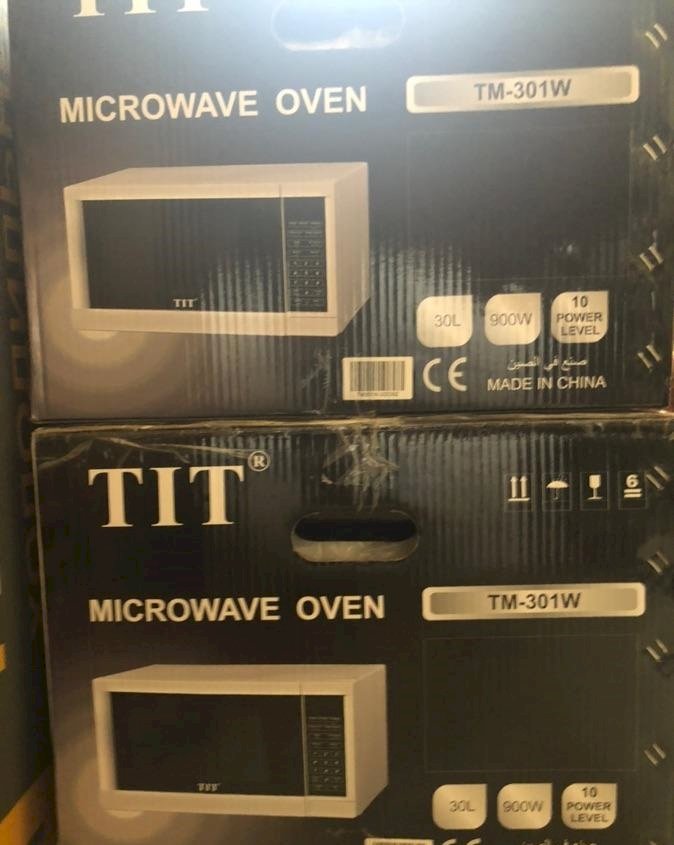 TIT
MICROWAVE OVEN
TM-301W
TIT
30L
900W
10
POWER
LEVEL
CE
صنع في الصين
MADE IN CHINA
TIT®
6
MICROWAVE OVEN
TM-301W
TIT
30L
900W
10
POWER
LEVEL